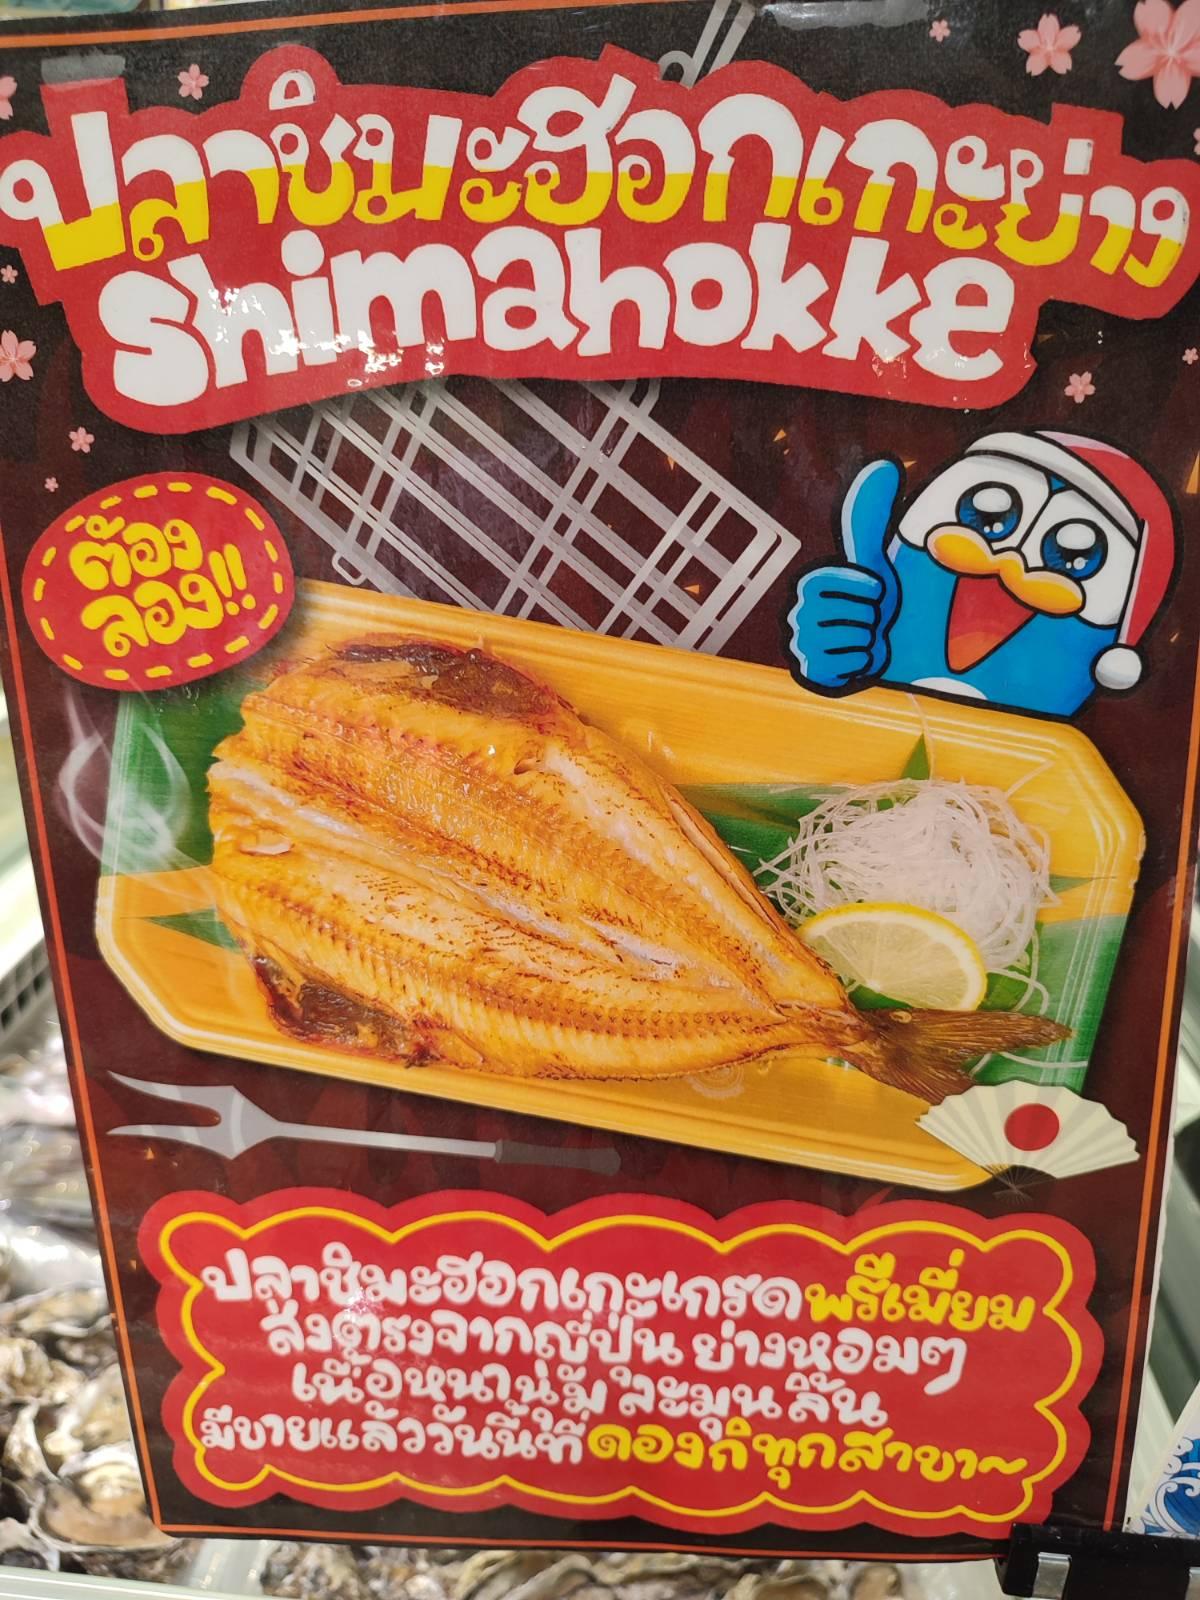 ปลาชิมะฮอกเกะย่าง
shimahokke
ต้อง
ลอง!!
ปลาชิมะฮอกเกะเกรดพรีเมี่ยม
ส่งตรงจากญี่ปุ่น ย่างหอมๆ
เนื้อหนานุ่ม ละมุนลิ้น
มีขายแล้ววันนี้ที่ดองกิทุกสาขา~